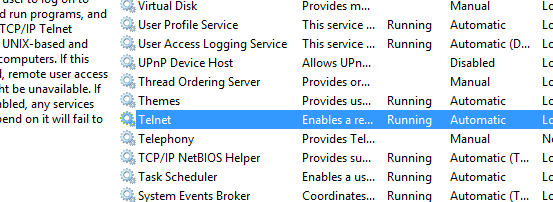 user to log on to
d run programs, and
TCP/IP Telnet
UNIX-based and
computers. If this
d, remote user access
ht be unavailable. If
abled, any services
pend on it will fail to
Virtual Disk Provides m... Manual Lo
User Profile Service This service ... Running Automatic Lo
User Access Logging Service This service ... Running Automatic (D... Lo
UPnP Device Host Allows UPn... Disabled Lo
Thread Ordering Server Provides or... Manual Lo
Themes Provides us... Running Automatic Lo
Telnet Enables a re... Running Automatic Lo
Telephony Provides Tel... Manual Ne
TCP/IP NetBIOS Helper Provides su... Running Automatic (T... Lo
Task Scheduler Enables a us... Running Automatic Lo
System Events Broker Coordinates... Running Automatic (T... Lo